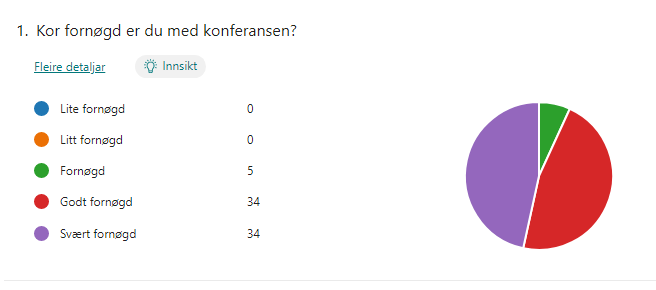 1. Kor fornøgd er du med konferansen?
Fleire detaljar
Innsikt
Lite fornøgd 0
Litt fornøgd 0
Fornøgd 5
Godt fornøgd 34
Svært fornøgd 34